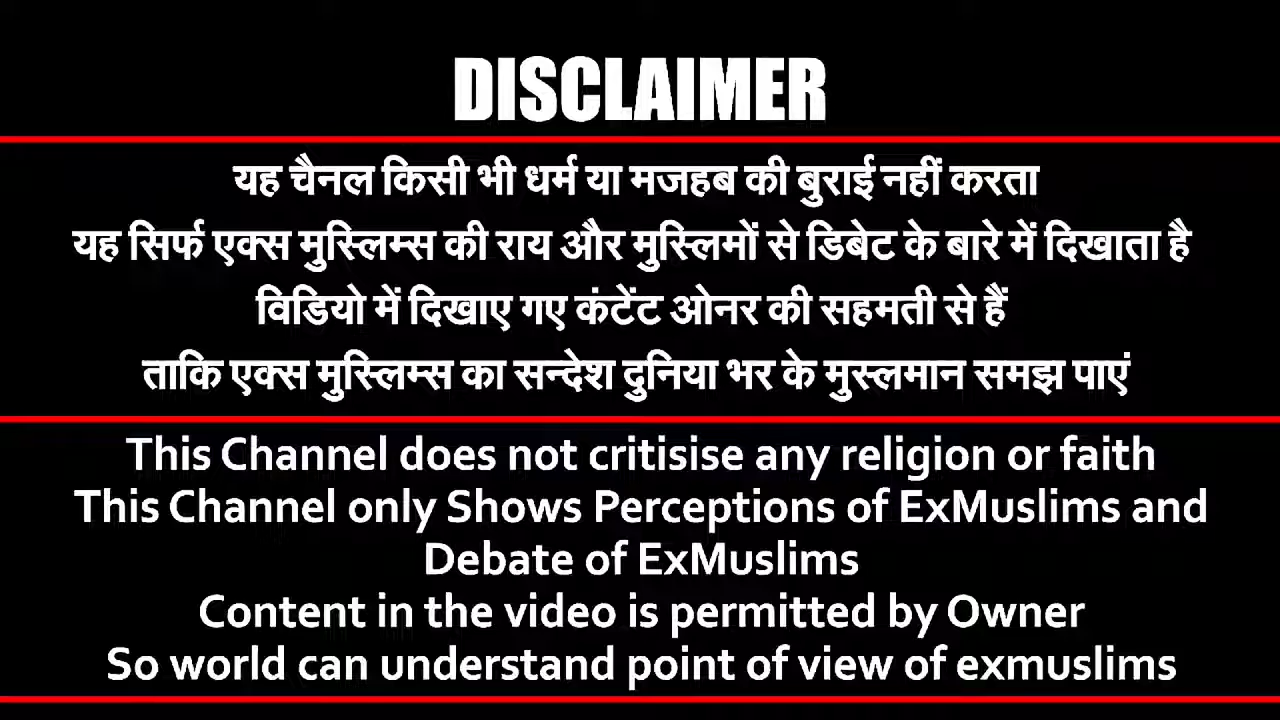 DISCLAIMER
यह चैनल किसी भी धर्म या मजहब की बुराई नहीं करता
यह सिर्फ एक्स मुस्लिम्स की राय और मुस्लिमों से डिबेट के बारे में दिखाता है
विडियो में दिखाए गए कंटेंट ओनर की सहमती से हैं
ताकि एक्स मुस्लिम्स का सन्देश दुनिया भर के मुस्लमान समझ पाएं
This Channel does not critisise any religion or faith
This Channel only Shows Perceptions of ExMuslims and
Debate of ExMuslims
Content in the video is permitted by Owner
So world can understand point of view of exmuslims